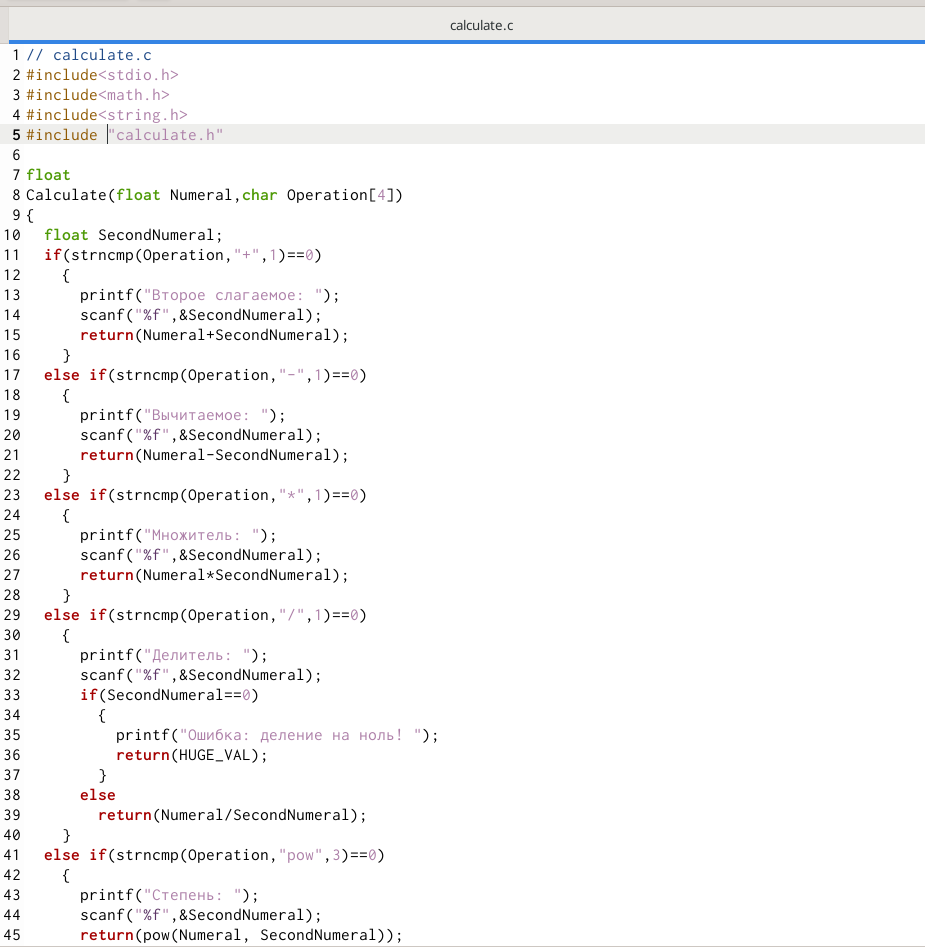 calculate.c
1 // calculate.c
2 #include<stdio.h>
3 #include<math.h>
4 #include<string.h>
5 #include "calculate.h"
6
7 float
8 Calculate(float Numeral,char Operation[4])
9 {
10   float SecondNumeral;
11   if(strncmp(Operation,"+",1)==0)
12     {
13       printf("Второе слагаемое: ");
14       scanf("%f",&SecondNumeral);
15       return(Numeral+SecondNumeral);
16     }
17   else if(strncmp(Operation,"-",1)==0)
18     {
19       printf("Вычитаемое: ");
20       scanf("%f",&SecondNumeral);
21       return(Numeral-SecondNumeral);
22     }
23   else if(strncmp(Operation,"*",1)==0)
24     {
25       printf("Множитель: ");
26       scanf("%f",&SecondNumeral);
27       return(Numeral*SecondNumeral);
28     }
29   else if(strncmp(Operation,"/",1)==0)
30     {
31       printf("Делитель: ");
32       scanf("%f",&SecondNumeral);
33       if(SecondNumeral==0)
34         {
35           printf("Ошибка: деление на ноль! ");
36           return(HUGE_VAL);
37         }
38       else
39         return(Numeral/SecondNumeral);
40     }
41   else if(strncmp(Operation,"pow",3)==0)
42     {
43       printf("Степень: ");
44       scanf("%f",&SecondNumeral);
45       return(pow(Numeral, SecondNumeral));